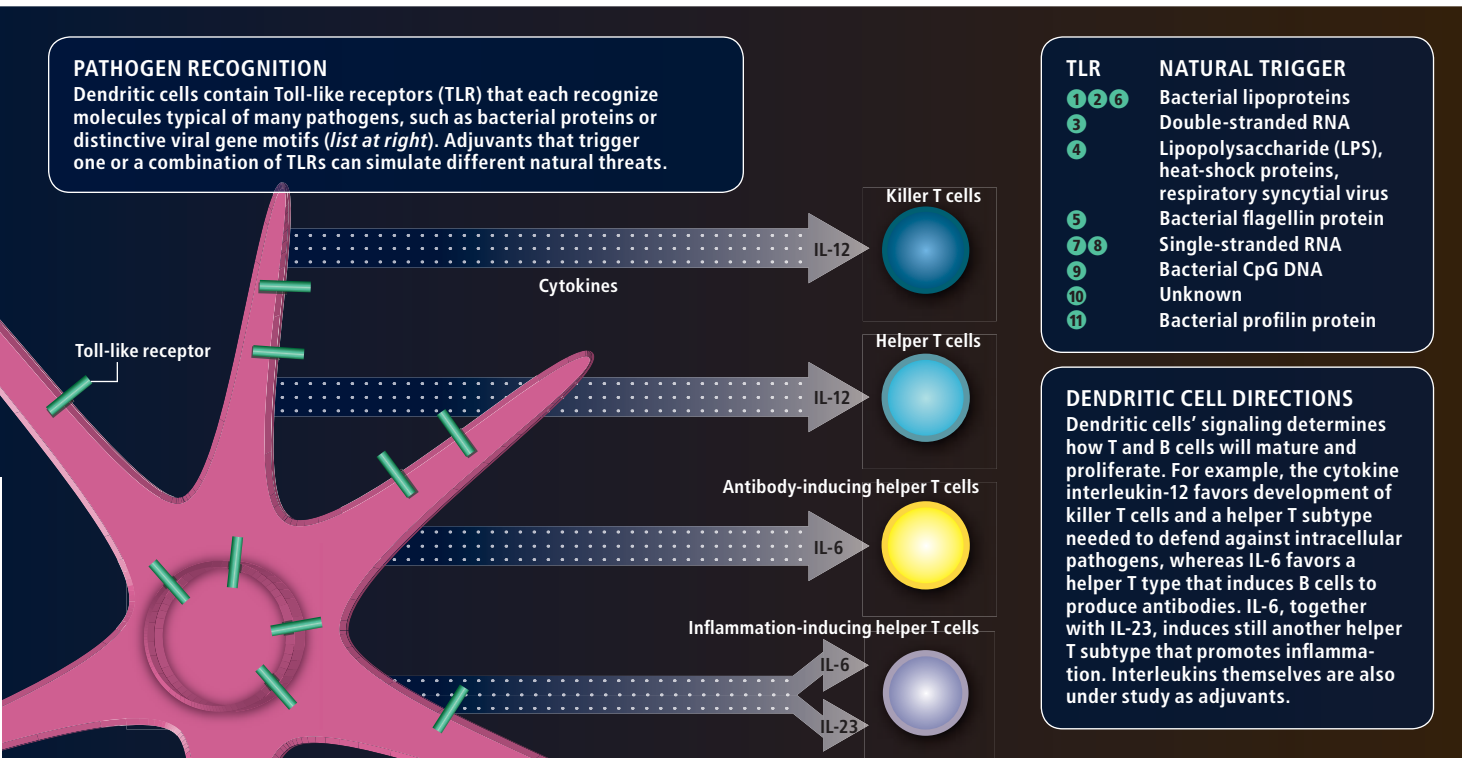 PATHOGEN RECOGNITION
Dendritic cells contain Toll-like receptors (TLR) that each recognize
molecules typical of many pathogens, such as bacterial proteins or
distinctive viral gene motifs (list at right). Adjuvants that trigger
one or a combination of TLRs can simulate different natural threats.
Killer T cells
IL-12
Cytokines
Toll-like receptor
Helper T cells
IL-12
Antibody-inducing helper T cells
IL-6
Inflammation-inducing helper T cells
IL-6
IL-23
TLR NATURAL TRIGGER
1 2 6 Bacterial lipoproteins
3 Double-stranded RNA
4 Lipopolysaccharide (LPS),
heat-shock proteins,
respiratory syncytial virus
5 Bacterial flagellin protein
7 8 Single-stranded RNA
9 Bacterial CpG DNA
10 Unknown
11 Bacterial profilin protein
DENDRITIC CELL DIRECTIONS
Dendritic cells’ signaling determines
how T and B cells will mature and
proliferate. For example, the cytokine
interleukin-12 favors development of
killer T cells and a helper T subtype
needed to defend against intracellular
pathogens, whereas IL-6 favors a
helper T type that induces B cells to
produce antibodies. IL-6, together
with IL-23, induces still another helper
T subtype that promotes inflamma-
tion. Interleukins themselves are also
under study as adjuvants.